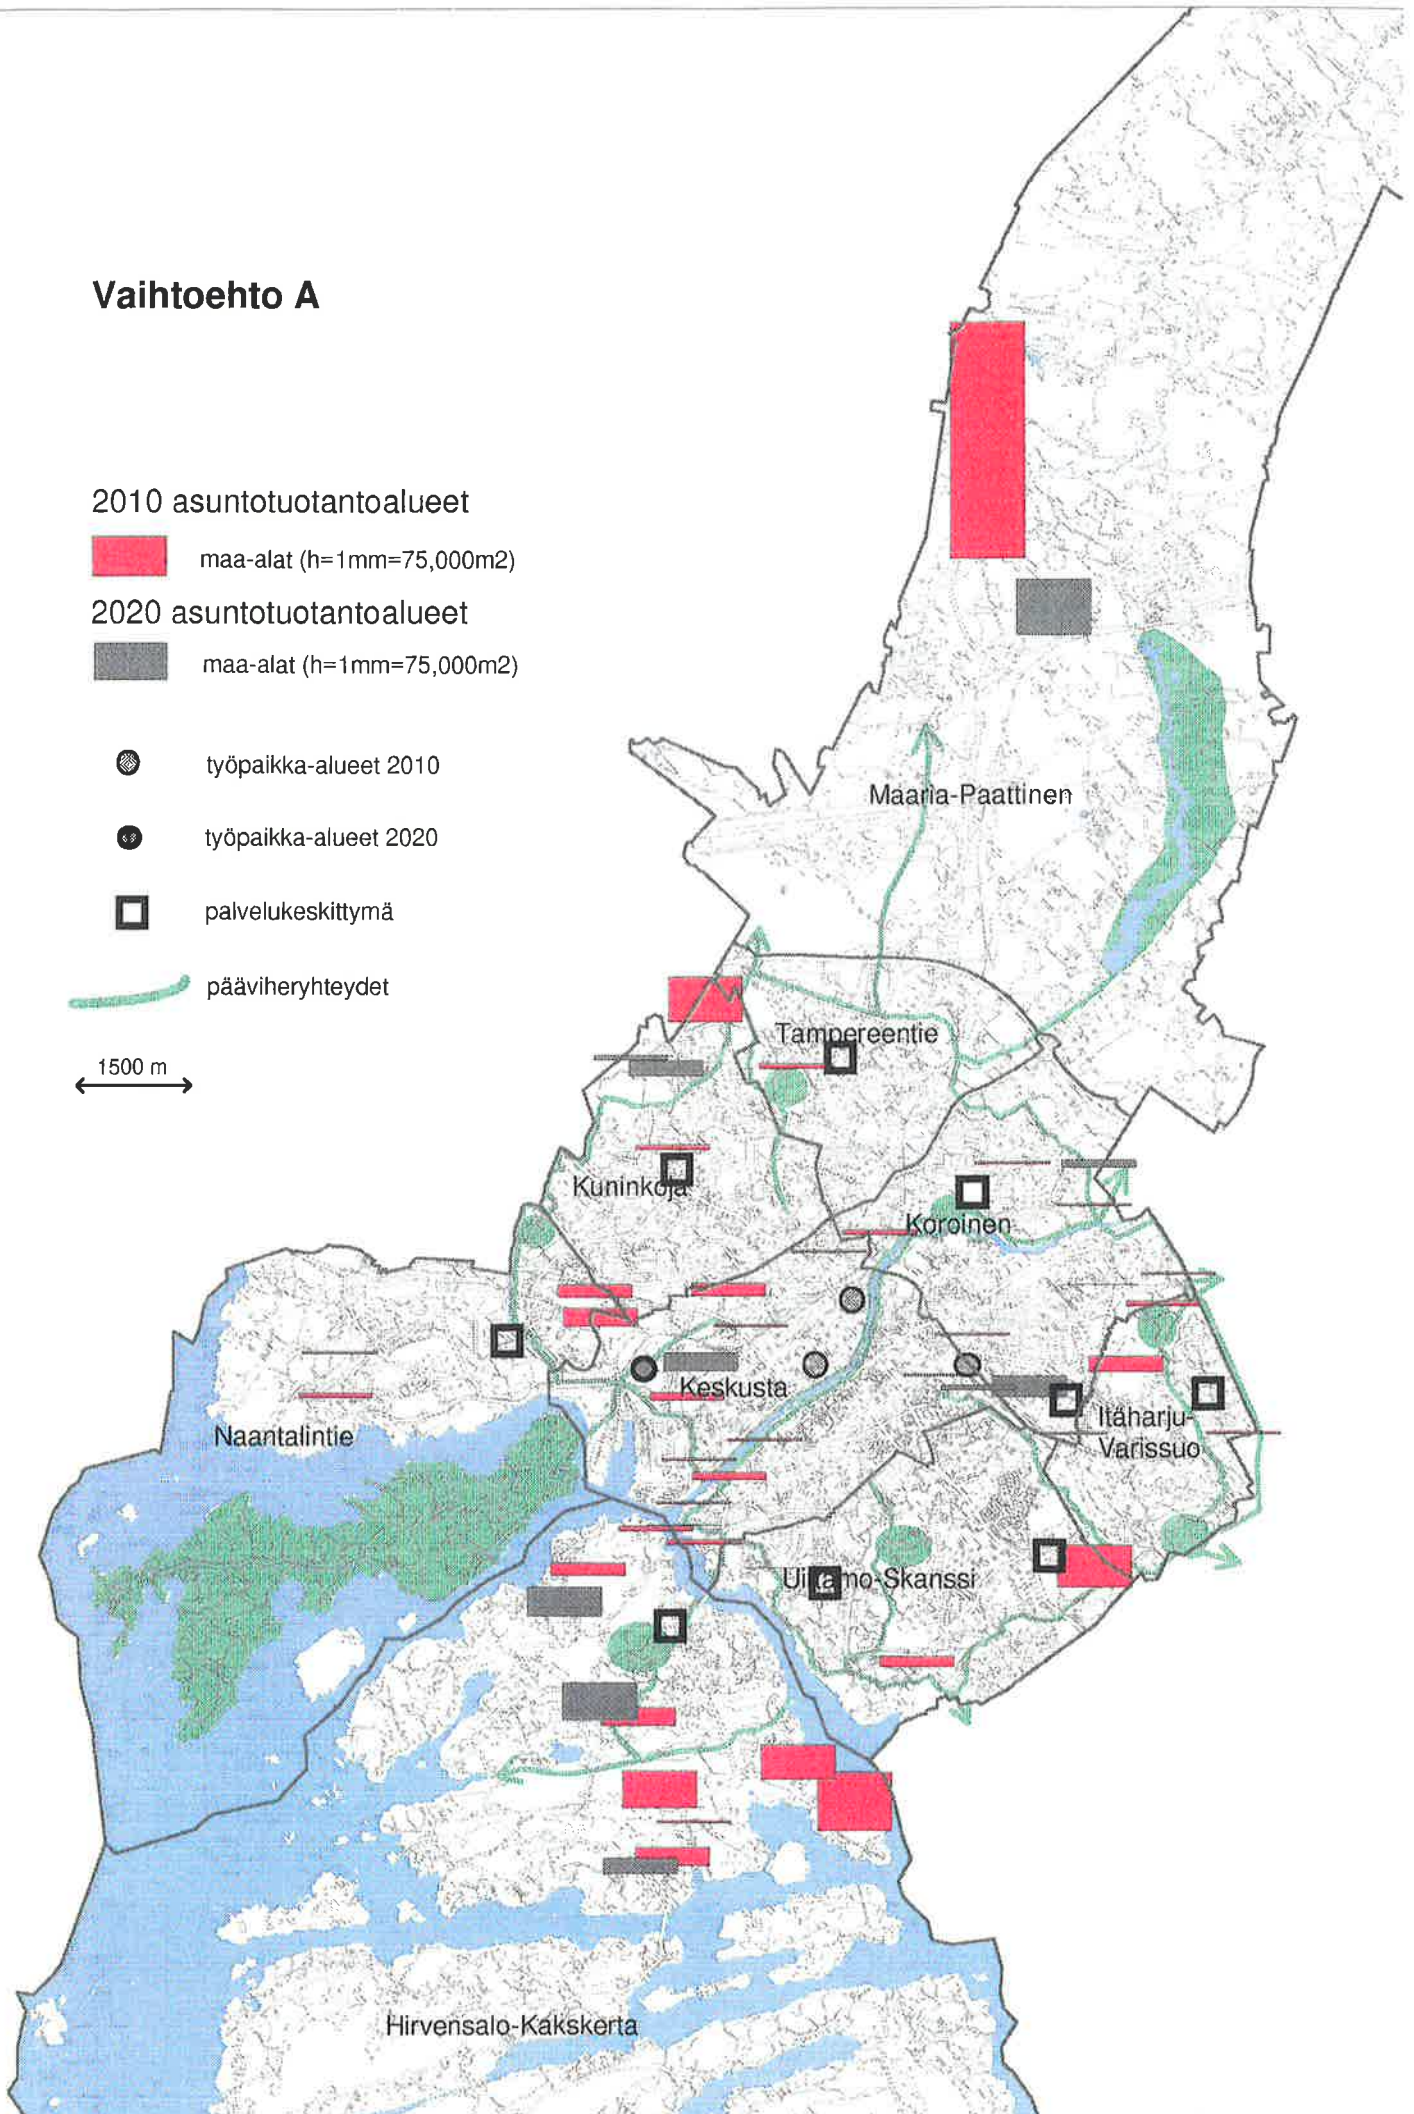 Vaihtoehto A
2010 asuntotuotantoalueet
maa-alat (h=1mm=75,000m2)
2020 asuntotuotantoalueet
maa-alat (h=1mm=75,000m2)
työpaikka-alueet 2010
työpaikka-alueet 2020
palvelukeskittymä
pääviheryhteydet
1500 m
Maaria-Paattinen
Tampereentie
Kuninkoja
Koroinen
Keskusta
Naantalintie
Itäharju-
Varissuo
Uittamo-Skanssi
Hirvensalo-Kakskerta